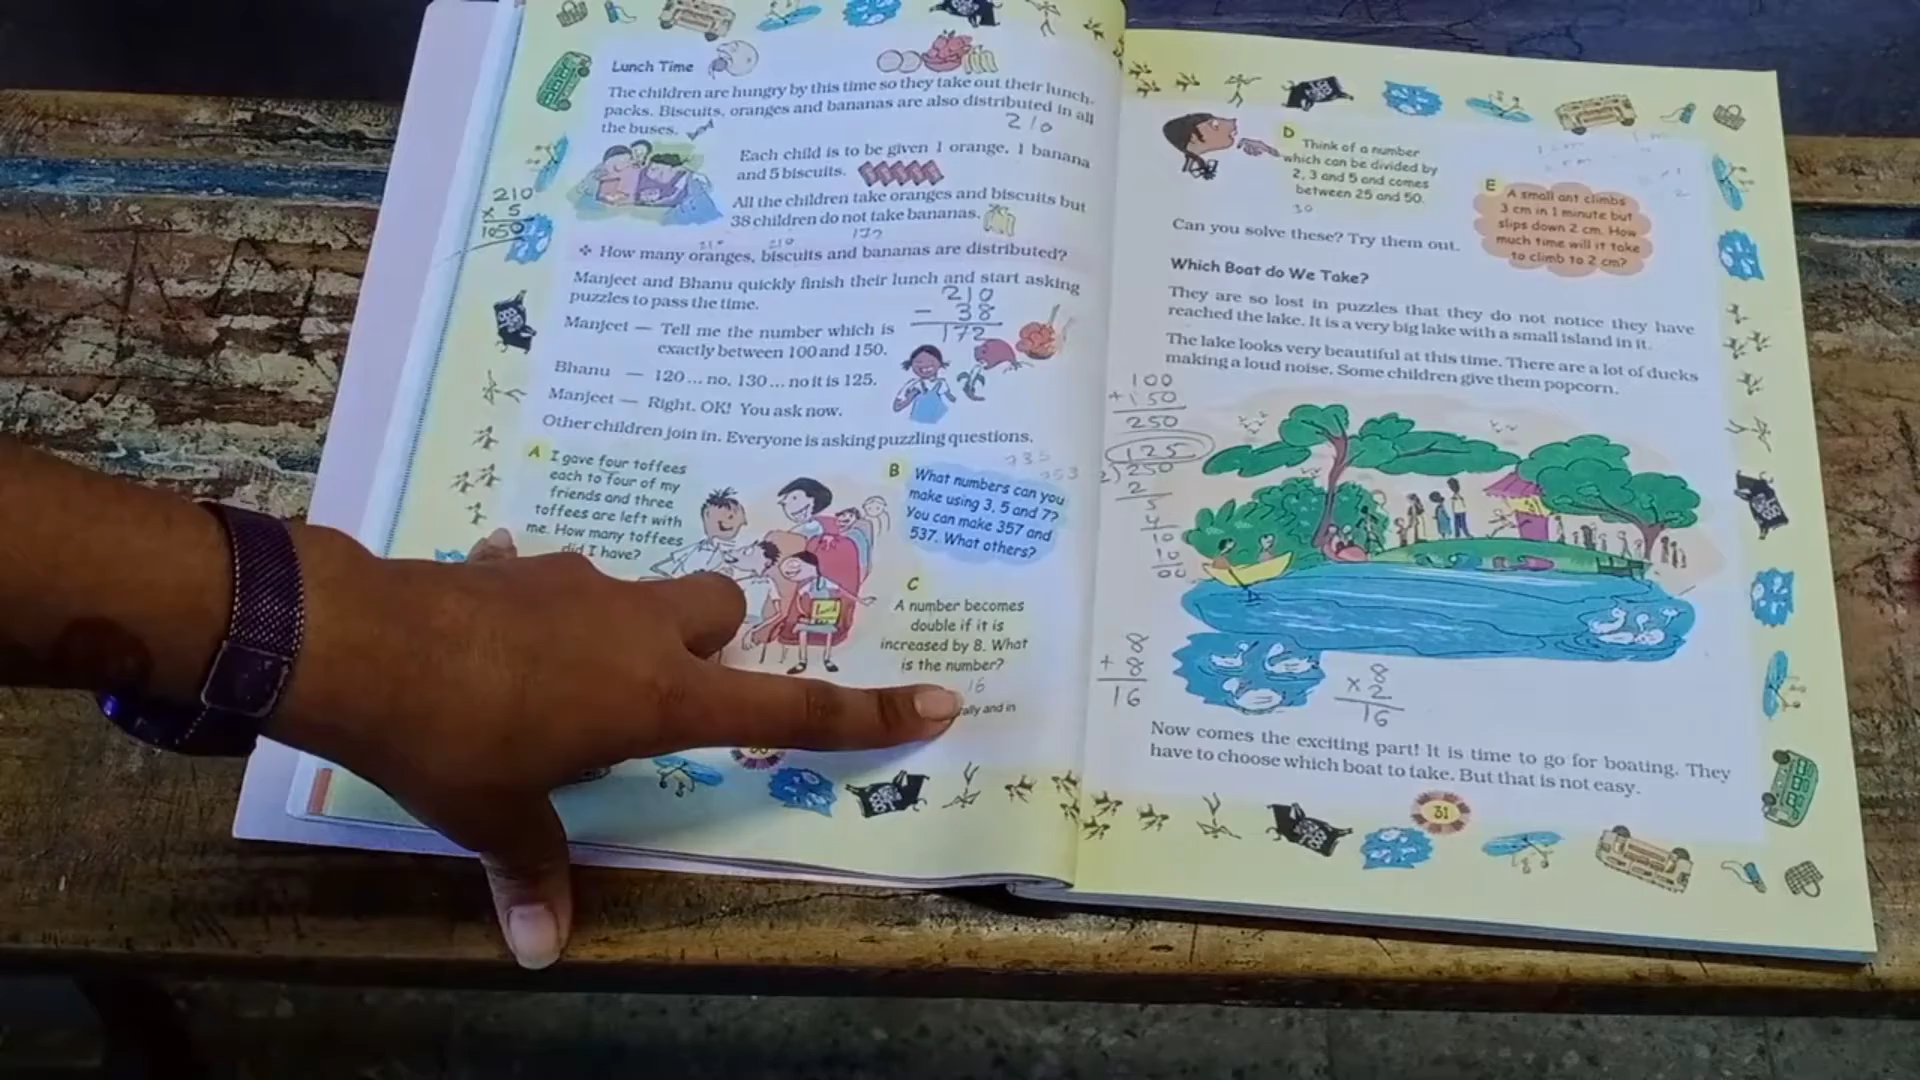 Lunch Time
The children are hungry by this time so they take out their lunch-
packs. Biscuits, oranges and bananas are also distributed in all
the buses.
210
Each child is to be given 1 orange, 1 banana
and 5 biscuits.
All the children take oranges and biscuits but
38 children do not take bananas.
210
× 5
1050
210 210 172
❖ How many oranges, biscuits and bananas are distributed?
Manjeet and Bhanu quickly finish their lunch and start asking
puzzles to pass the time.
210
- 38
172
Manjeet — Tell me the number which is
exactly between 100 and 150.
Bhanu — 120 ... no, 130 ... no it is 125.
Manjeet — Right. OK! You ask now.
Other children join in. Everyone is asking puzzling questions.
A I gave four toffees
each to four of my
friends and three
toffees are left with
me. How many toffees
did I have?
735
753
B What numbers can you
make using 3, 5 and 7?
You can make 357 and
537. What others?
Lunch
C
A number becomes
double if it is
increased by 8. What
is the number?
16
ally and in
D Think of a number
which can be divided by
2, 3 and 5 and comes
between 25 and 50.
30
E A small ant climbs
3 cm in 1 minute but
slips down 2 cm. How
much time will it take
to climb to 2 cm?
Can you solve these? Try them out.
Which Boat do We Take?
They are so lost in puzzles that they do not notice they have
reached the lake. It is a very big lake with a small island in it.
The lake looks very beautiful at this time. There are a lot of ducks
making a loud noise. Some children give them popcorn.
100
+150
250
125
2)250
2
5
4
10
10
00
8
+ 8
16
8
× 2
16
Now comes the exciting part! It is time to go for boating. They
have to choose which boat to take. But that is not easy.
31